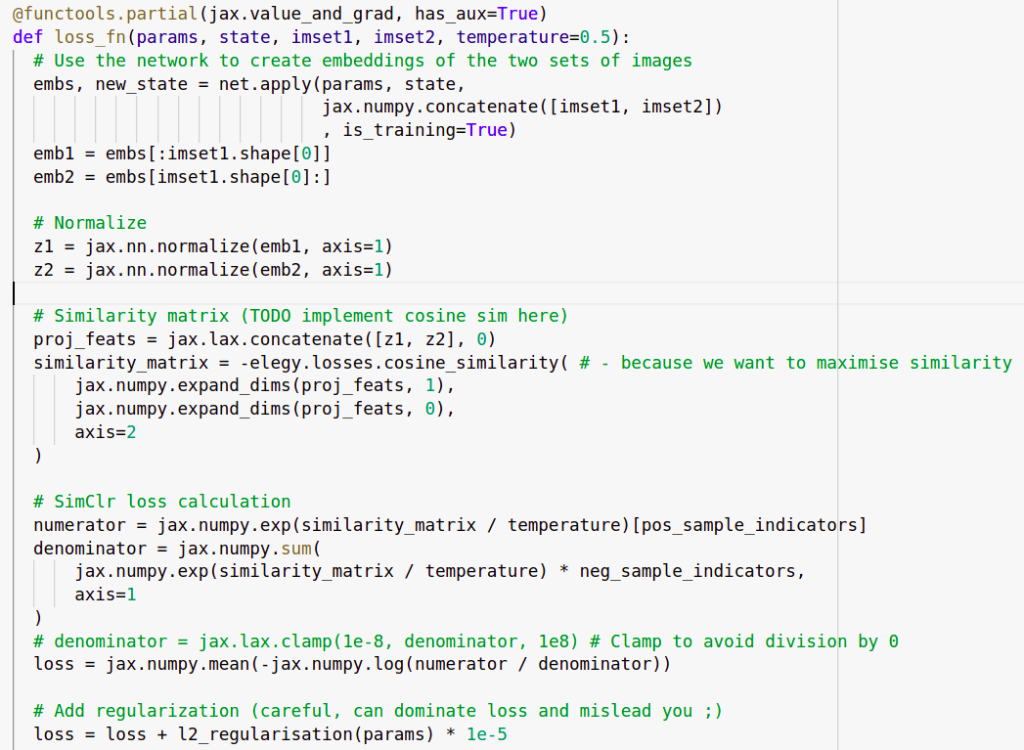 @functools.partial(jax.value_and_grad, has_aux=True)
def loss_fn(params, state, imset1, imset2, temperature=0.5):
  # Use the network to create embeddings of the two sets of images
  embs, new_state = net.apply(params, state,
                              jax.numpy.concatenate([imset1, imset2])
                              , is_training=True)
  emb1 = embs[:imset1.shape[0]]
  emb2 = embs[imset1.shape[0]:]

  # Normalize
  z1 = jax.nn.normalize(emb1, axis=1)
  z2 = jax.nn.normalize(emb2, axis=1)

  # Similarity matrix (TODO implement cosine sim here)
  proj_feats = jax.lax.concatenate([z1, z2], 0)
  similarity_matrix = -elegy.losses.cosine_similarity( # - because we want to maximise similarity
      jax.numpy.expand_dims(proj_feats, 1),
      jax.numpy.expand_dims(proj_feats, 0),
      axis=2
  )

  # SimClr loss calculation
  numerator = jax.numpy.exp(similarity_matrix / temperature)[pos_sample_indicators]
  denominator = jax.numpy.sum(
      jax.numpy.exp(similarity_matrix / temperature) * neg_sample_indicators,
      axis=1
  )
  # denominator = jax.lax.clamp(1e-8, denominator, 1e8) # Clamp to avoid division by 0
  loss = jax.numpy.mean(-jax.numpy.log(numerator / denominator))

  # Add regularization (careful, can dominate loss and mislead you ;)
  loss = loss + l2_regularisation(params) * 1e-5